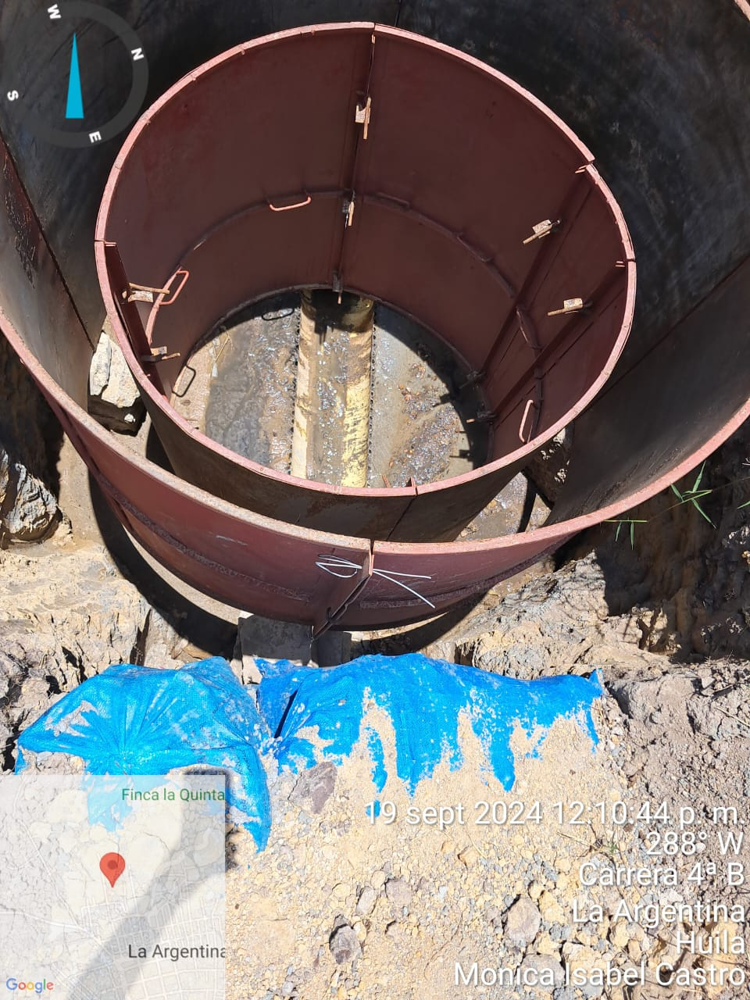 W
N
S
E
Finca la Quinta
La Argentina
Google
19 sept 2024 12:10:44 p. m.
288° W
Carrera 4ª B
La Argentina
Huila
Monica Isabel Castro